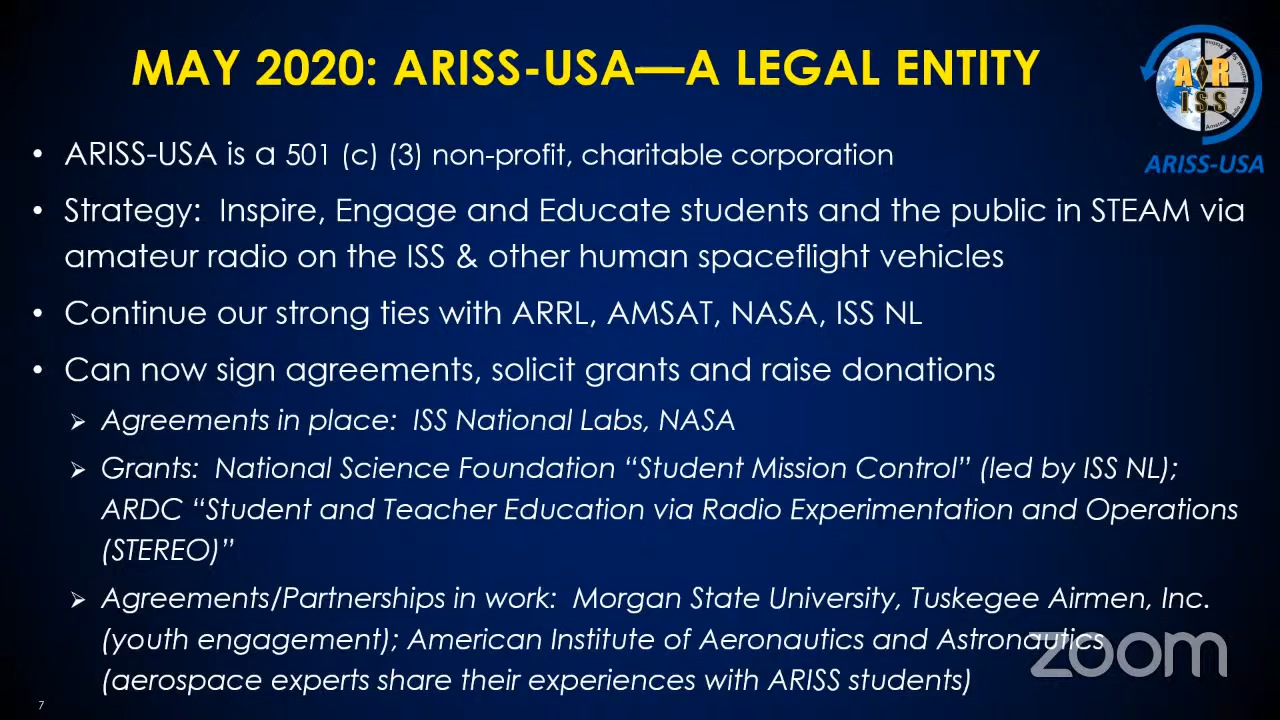 MAY 2020: ARISS-USA—A LEGAL ENTITY
A R
ISS
ARISS-USA
• ARISS-USA is a 501 (c) (3) non-profit, charitable corporation
• Strategy:  Inspire, Engage and Educate students and the public in STEAM via
amateur radio on the ISS & other human spaceflight vehicles
• Continue our strong ties with ARRL, AMSAT, NASA, ISS NL
• Can now sign agreements, solicit grants and raise donations
➢ Agreements in place:  ISS National Labs, NASA
➢ Grants:  National Science Foundation “Student Mission Control” (led by ISS NL);
ARDC “Student and Teacher Education via Radio Experimentation and Operations
(STEREO)”
➢ Agreements/Partnerships in work:  Morgan State University, Tuskegee Airmen, Inc.
(youth engagement); American Institute of Aeronautics and Astronautics
(aerospace experts share their experiences with ARISS students)
zoom
7